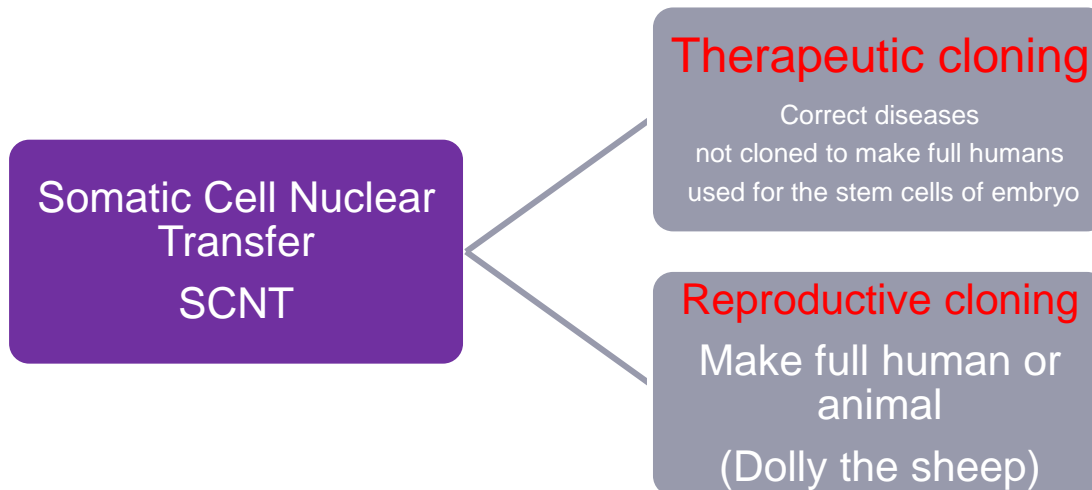 Somatic Cell Nuclear
Transfer
SCNT
Therapeutic cloning
Correct diseases
not cloned to make full humans
used for the stem cells of embryo
Reproductive cloning
Make full human or
animal
(Dolly the sheep)